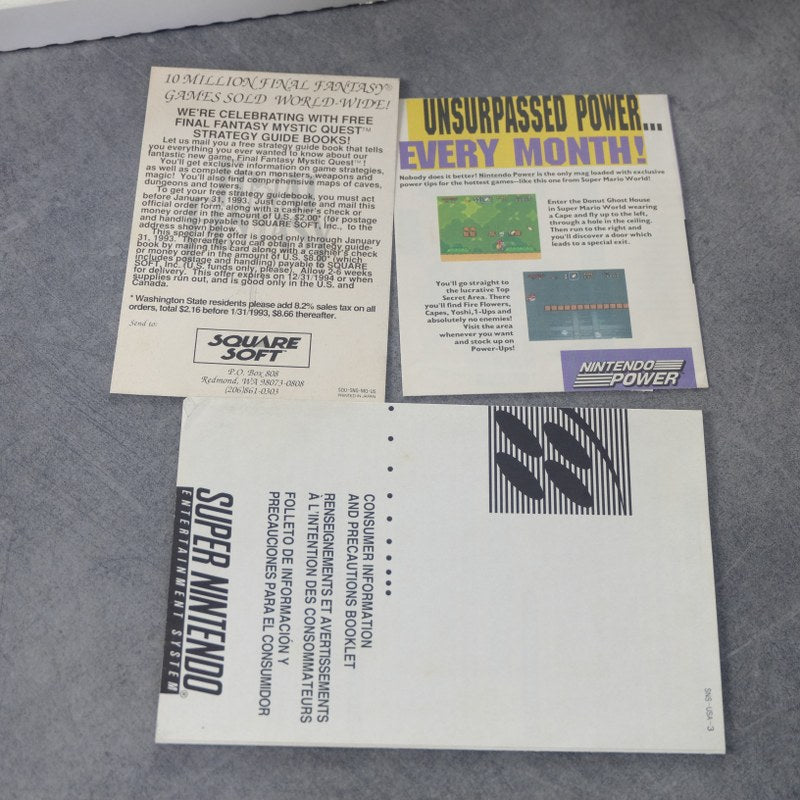 10 MILLION FINAL FANTASY®
GAMES SOLD WORLD-WIDE!
WE'RE CELEBRATING WITH FREE
FINAL FANTASY MYSTIC QUEST™
STRATEGY GUIDE BOOKS!
Let us mail you a free strategy guide book that tells
you everything you ever wanted to know about our
fantastic new game, Final Fantasy Mystic Quest™!
You'll get exclusive information on game strategies,
as well as complete data on monsters, weapons and
magic! You'll also find comprehensive maps of caves,
dungeons and towers.
To get your free strategy guidebook, you must act
before January 31, 1993. Just complete and mail this
official order form, along with a cashier's check or
money order in the amount of U.S. $2.00* (for postage
and handling) payable to SQUARE SOFT, Inc., to the
address shown below.
This special free offer is good only through January
31, 1993. Thereafter you can obtain a strategy guide-
book by mailing this card along with a cashier's check
or money order in the amount of U.S. $8.00* (which
includes postage and handling) payable to SQUARE
SOFT, Inc. (U.S. funds only, please). Allow 2-6 weeks
for delivery. This offer expires on 12/31/1994 or when
supplies run out, and is good only in the U.S. and
Canada.
* Washington State residents please add 8.2% sales tax on all
orders, total $2.16 before 1/31/1993, $8.66 thereafter.
Send to:
SQUARE
SOFT™
P.O. Box 808
Redmond, WA 98073-0808
(206)861-0303
SQU-SNS-MQ-US
PRINTED IN JAPAN
UNSURPASSED POWER...
EVERY MONTH!
Nobody does it better! Nintendo Power is the only mag loaded with exclusive
power tips for the hottest games–like this one from Super Mario World!
Enter the Donut Ghost House
in Super Mario World wearing
a Cape and fly up to the left,
through a hole in the ceiling.
Then run to the right and
you'll discover a door which
leads to a special exit.
You'll go straight to
the lucrative Top
Secret Area. There
you'll find Fire Flowers,
Capes, Yoshi, 1-Ups and
absolutely no enemies!
Visit the area
whenever you want
and stock up on
Power-Ups!
NINTENDO
POWER
CONSUMER INFORMATION
AND PRECAUTIONS BOOKLET
RENSEIGNEMENTS ET AVERTISSEMENTS
À L'INTENTION DES CONSOMMATEURS
FOLLETO DE INFORMACIÓN Y
PRECAUCIONES PARA EL CONSUMIDOR
SUPER NINTENDO®
ENTERTAINMENT SYSTEM
SNS-USA-3